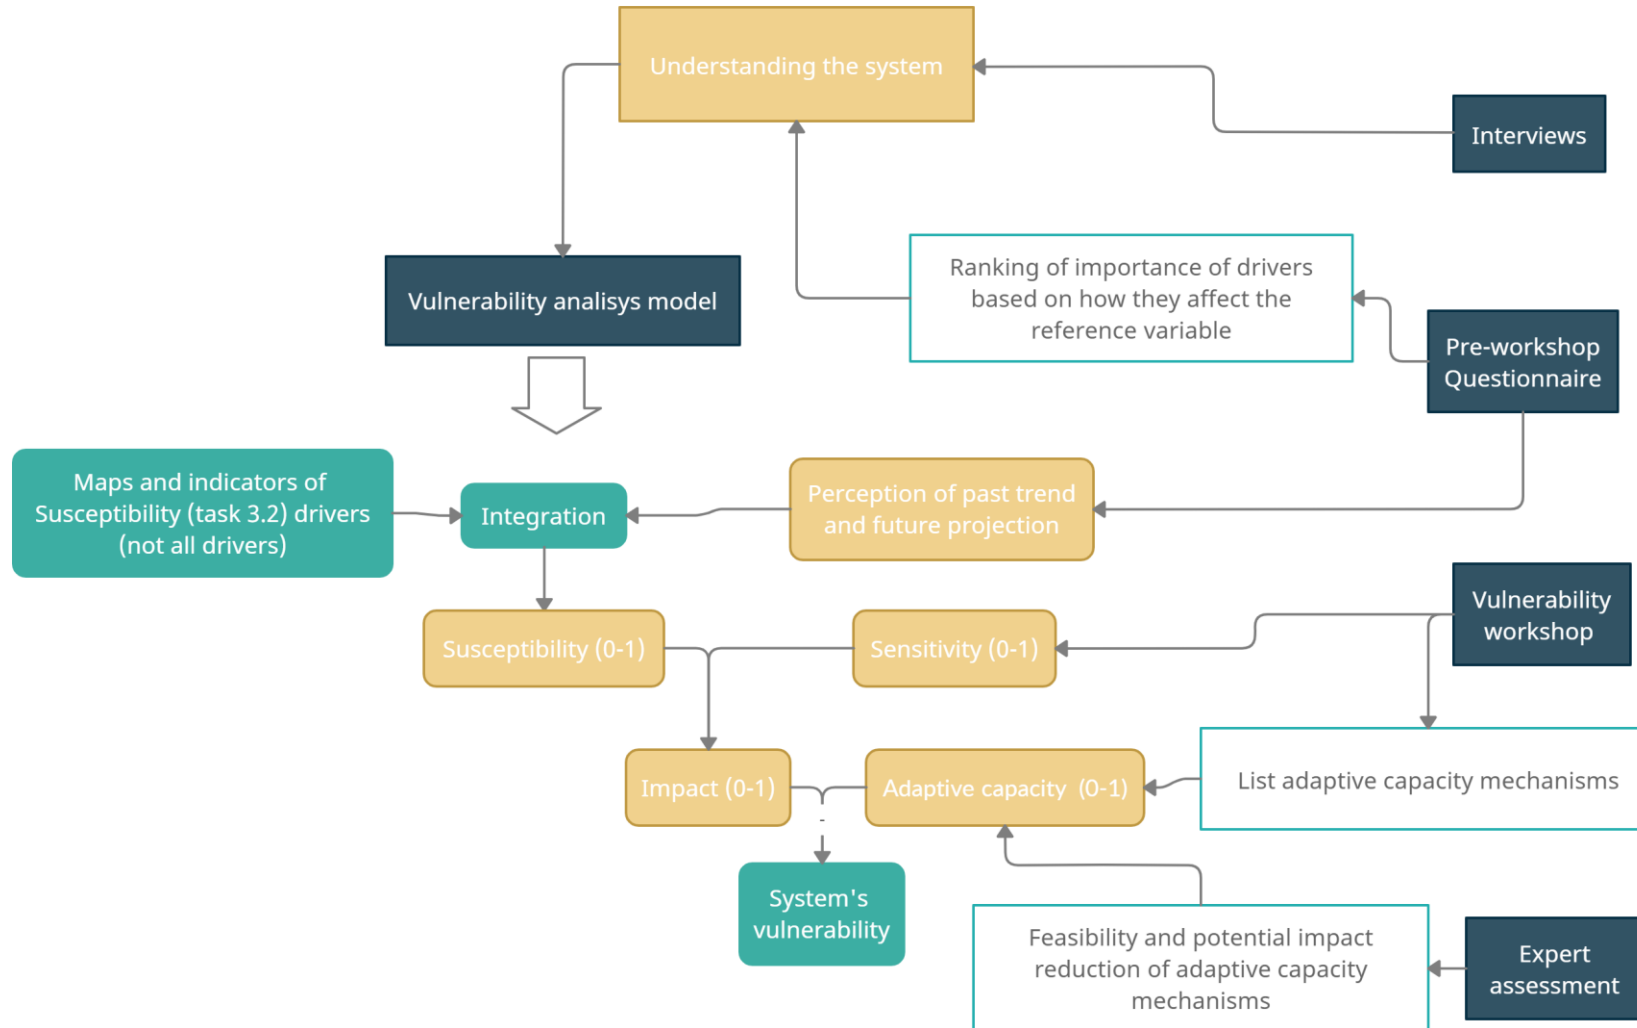 Understanding the system
Interviews
Ranking of importance of drivers
based on how they affect the
reference variable
Vulnerability analisys model
Pre-workshop
Questionnaire
Maps and indicators of
Susceptibility (task 3.2) drivers
(not all drivers)
Integration
Perception of past trend
and future projection
Vulnerability
workshop
Susceptibility (0-1)
Sensitivity (0-1)
Impact (0-1)
Adaptive capacity (0-1)
List adaptive capacity mechanisms
-
System's
vulnerability
Feasibility and potential impact
reduction of adaptive capacity
mechanisms
Expert
assessment